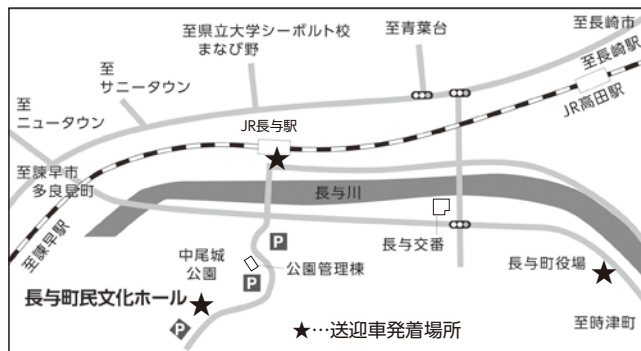 至県立大学シーボルト校
まなび野
至青葉台
至長崎市
至長崎駅
至
サニータウン
JR高田駅
至
ニュータウン
JR長与駅
至諫早市
多良見町
長与川
至諫早駅
長与交番
中尾城
公園
P
公園管理棟
P
長与町役場
長与町民文化ホール
P
★…送迎車発着場所
至時津町